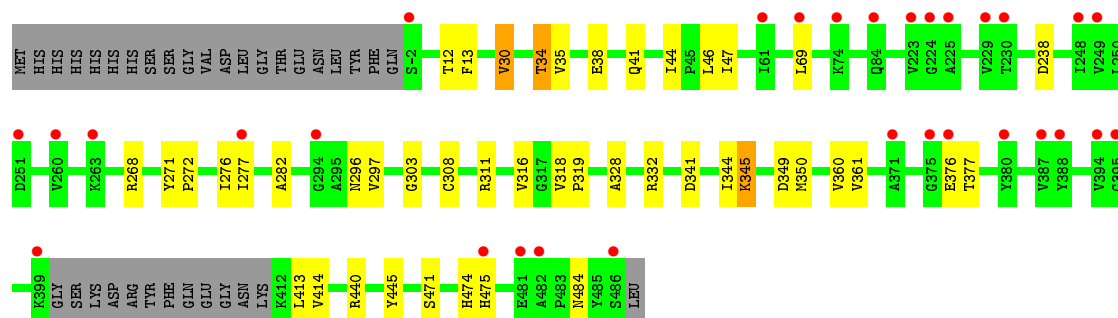 MET HIS HIS HIS HIS HIS HIS SER SER GLY VAL ASP LEU GLY THR GLU ASN LEU TYR PHE GLN S-2 T12 F13 V30 T34 V35 E38 Q41 I44 P45 L46 I47 I61 L69 K74 Q84 V223 G224 A225 V229 T230 D238 I248 V249 L250
D251 V260 K263 R268 Y271 P272 I276 I277 A282 G294 A295 N296 V297 G303 C308 R311 V316 G317 V318 P319 A328 R332 D341 I344 K345 D349 M350 V360 V361 A371 G375 E376 T377 Y380 V387 Y388 V394 G395
K399 GLY SER LYS ASP ARG TYR PHE GLN GLU GLY ASN LYS K412 L413 V414 R440 Y445 S471 H474 H475 E481 A482 P483 N484 Y485 S486 LEU